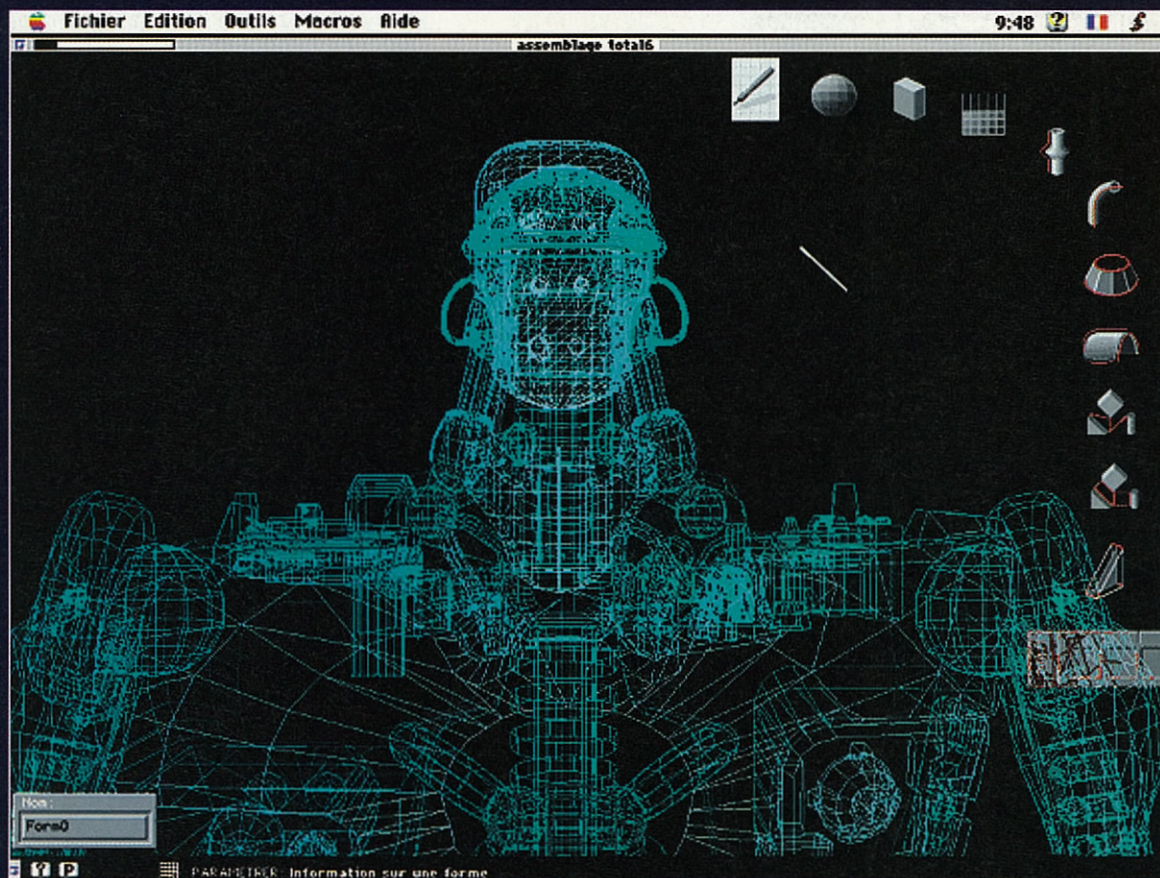 Fichier Edition Outils Macros Aide 9:48
assemblage total6
Nom:
Form0
? P PARAMETRER: Information sur une forme